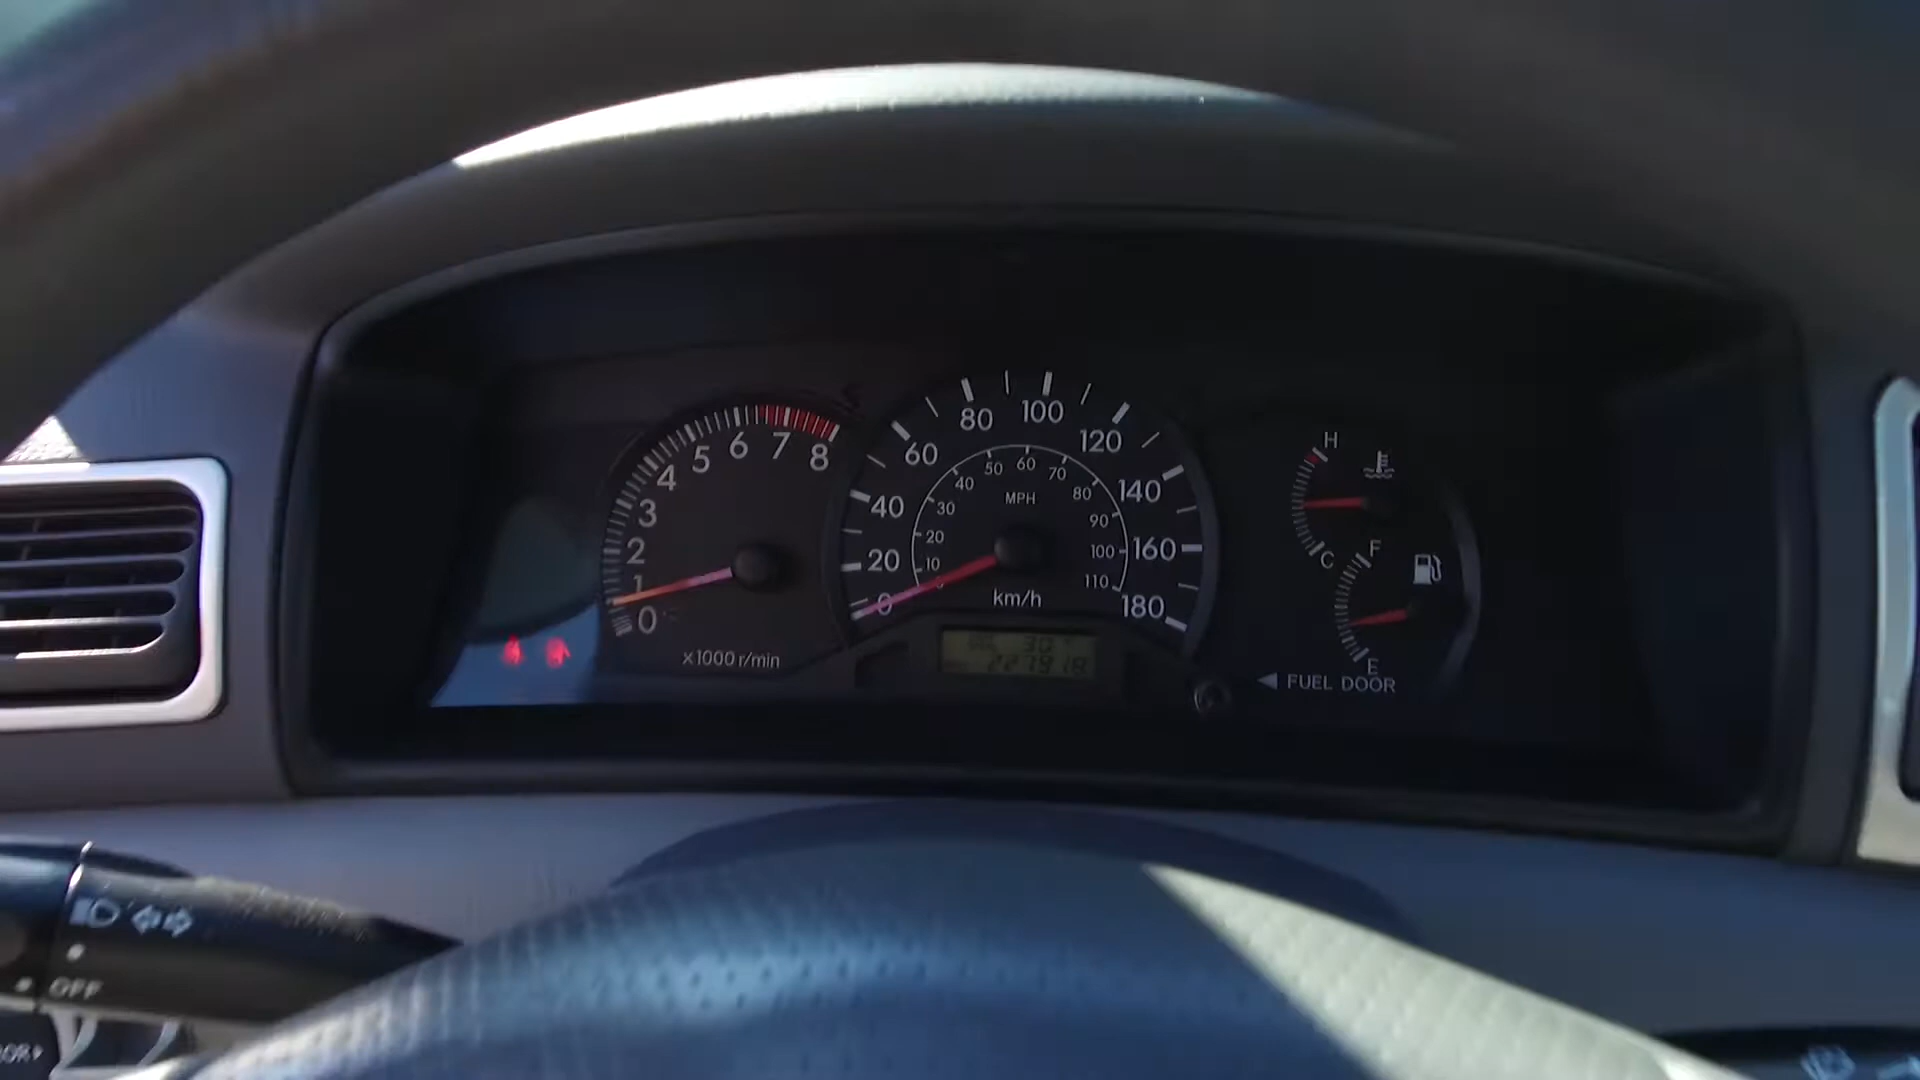 0 1 2 3 4 5 6 7 8
x1000 r/min
0 20 40 60 80 100 120 140 160 180
10 20 30 40 50 60 70 80 90 100 110
MPH
km/h
H
C
F
E
FUEL DOOR
OFF